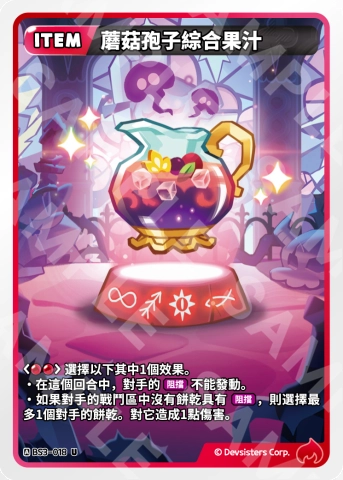 ITEM 蘑菇孢子綜合果汁
《●●》選擇以下其中1個效果。
・在這個回合中，對手的 阻擋 不能發動。
・如果對手的戰鬥區中沒有餅乾具有 阻擋，則選擇最
多1個對手的餅乾。對它造成1點傷害。
A BS3-018 U
© Devsisters Corp.
SAMPLE